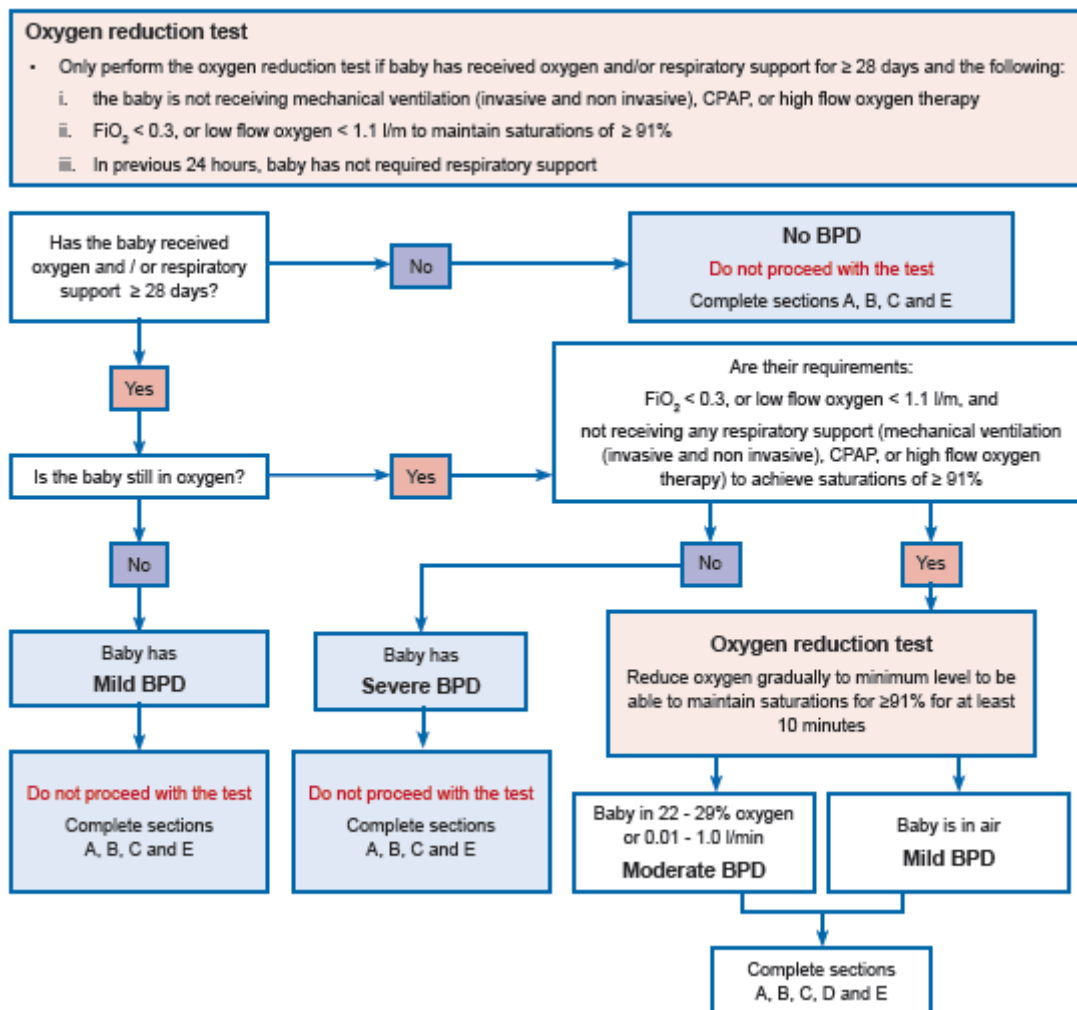 Oxygen reduction test
• Only perform the oxygen reduction test if baby has received oxygen and/or respiratory support for ≥ 28 days and the following:
i. the baby is not receiving mechanical ventilation (invasive and non invasive), CPAP, or high flow oxygen therapy
ii. FiO₂ < 0.3, or low flow oxygen < 1.1 l/m to maintain saturations of ≥ 91%
iii. In previous 24 hours, baby has not required respiratory support
Has the baby received
oxygen and / or respiratory
support ≥ 28 days?
No
No BPD
Do not proceed with the test
Complete sections A, B, C and E
Yes
Are their requirements:
FiO₂ < 0.3, or low flow oxygen < 1.1 l/m, and
not receiving any respiratory support (mechanical ventilation
(invasive and non invasive), CPAP, or high flow oxygen
therapy) to achieve saturations of ≥ 91%
Is the baby still in oxygen?
Yes
No
No
Yes
Baby has
Mild BPD
Baby has
Severe BPD
Oxygen reduction test
Reduce oxygen gradually to minimum level to be
able to maintain saturations for ≥91% for at least
10 minutes
Do not proceed with the test
Complete sections
A, B, C and E
Do not proceed with the test
Complete sections
A, B, C and E
Baby in 22 - 29% oxygen
or 0.01 - 1.0 l/min
Moderate BPD
Baby is in air
Mild BPD
Complete sections
A, B, C, D and E